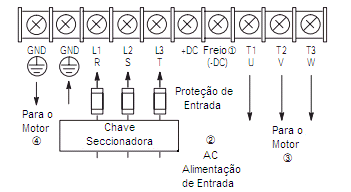 GND GND L1 L2 L3 +DC Freio① T1 T2 T3
R S T (-DC) U V W
Proteção de
Entrada
Para o
Motor
④
Chave
Seccionadora
②
AC
Alimentação
de Entrada
Para o
Motor
③